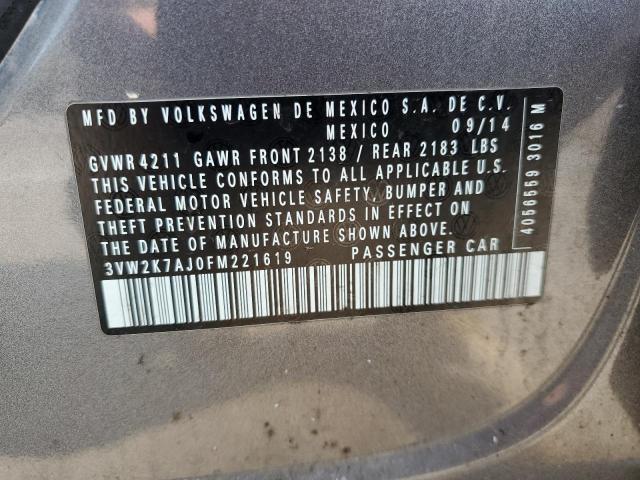 MFD BY VOLKSWAGEN DE MEXICO S.A. DE C.V.
MEXICO 09/14
GVWR 4211 GAWR FRONT 2138 / REAR 2183 LBS
THIS VEHICLE CONFORMS TO ALL APPLICABLE U.S.
FEDERAL MOTOR VEHICLE SAFETY, BUMPER AND
THEFT PREVENTION STANDARDS IN EFFECT ON
THE DATE OF MANUFACTURE SHOWN ABOVE.
3VW2K7AJ0FM221619 PASSENGER CAR
4056569 3016 M